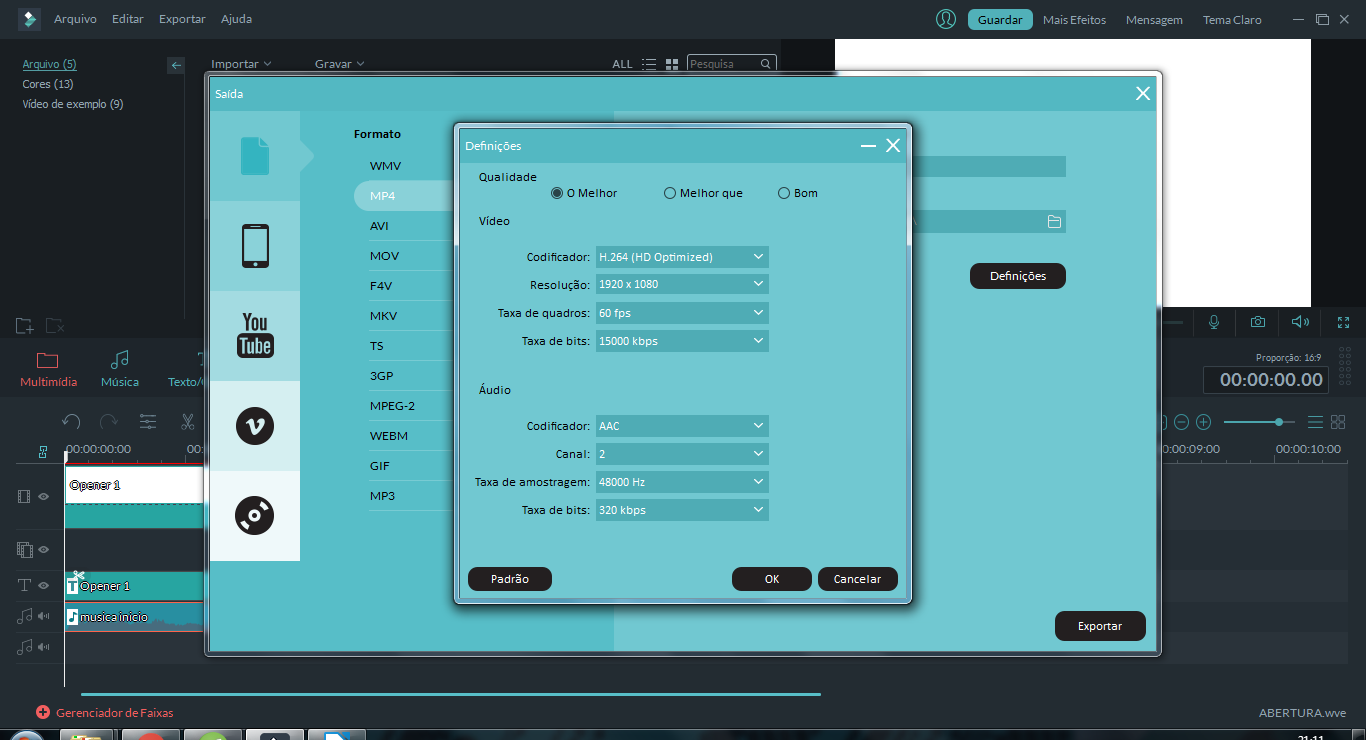 Arquivo Editar Exportar Ajuda
Guardar Mais Efeitos Mensagem Tema Claro
Arquivo (5)
Cores (13)
Vídeo de exemplo (9)
Importar Gravar ALL Pesquisa
Saída
Formato
WMV
MP4
AVI
MOV
F4V
MKV
TS
3GP
MPEG-2
WEBM
GIF
MP3
You
Tube
Definições
Qualidade
O Melhor Melhor que Bom
Vídeo
Codificador: H.264 (HD Optimized)
Resolução: 1920 x 1080
Taxa de quadros: 60 fps
Taxa de bits: 15000 kbps
Áudio
Codificador: AAC
Canal: 2
Taxa de amostragem: 48000 Hz
Taxa de bits: 320 kbps
Padrão OK Cancelar
Definições
Exportar
Proporção: 16:9
00:00:00.00
Multimídia Música Texto/
00:00:00:00 00: 0:00:09:00 00:00:10:00
Opener 1
T Opener 1
musica inicio
Gerenciador de Faixas
ABERTURA.wve
21:11